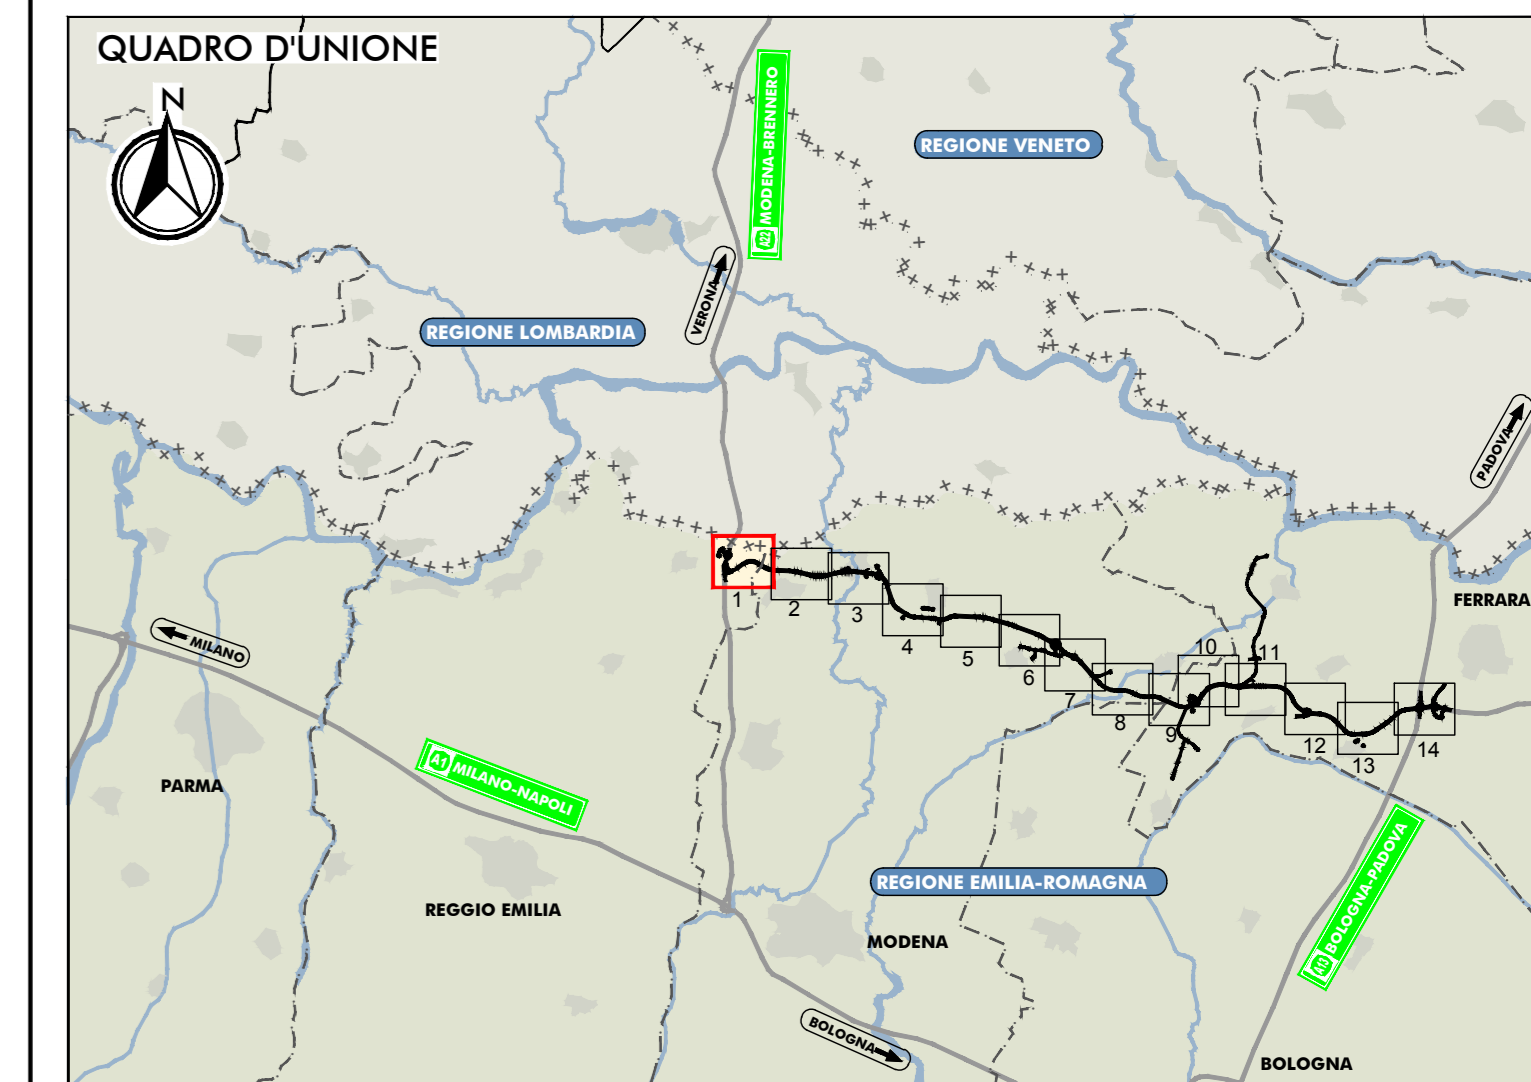 QUADRO D'UNIONE
N
A22 MODENA-BRENNERO
REGIONE VENETO
VERONA
REGIONE LOMBARDIA
PADOVA
FERRARA
1
2
3
4
5
6
7
8
9
10
11
12
13
14
MILANO
PARMA
A1 MILANO-NAPOLI
REGGIO EMILIA
REGIONE EMILIA-ROMAGNA
MODENA
A13 BOLOGNA-PADOVA
BOLOGNA
BOLOGNA